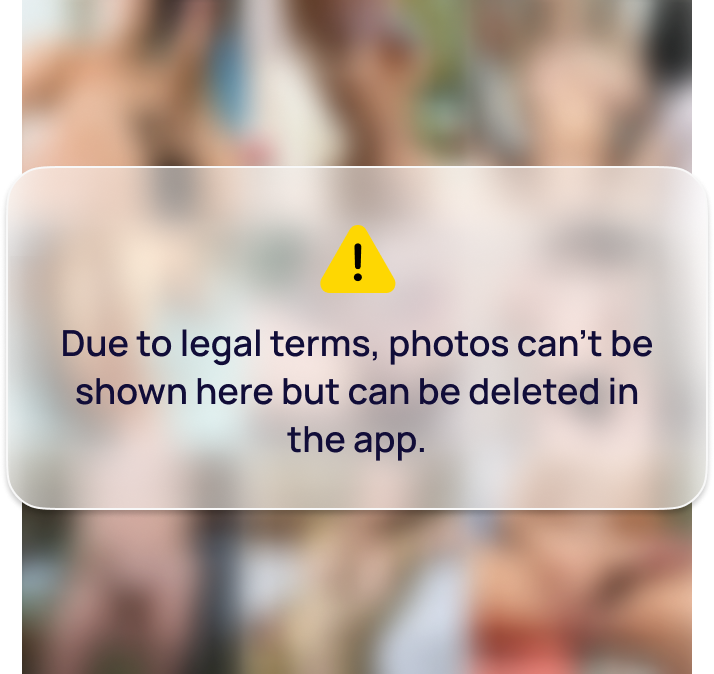 Due to legal terms, photos can’t be
shown here but can be deleted in
the app.